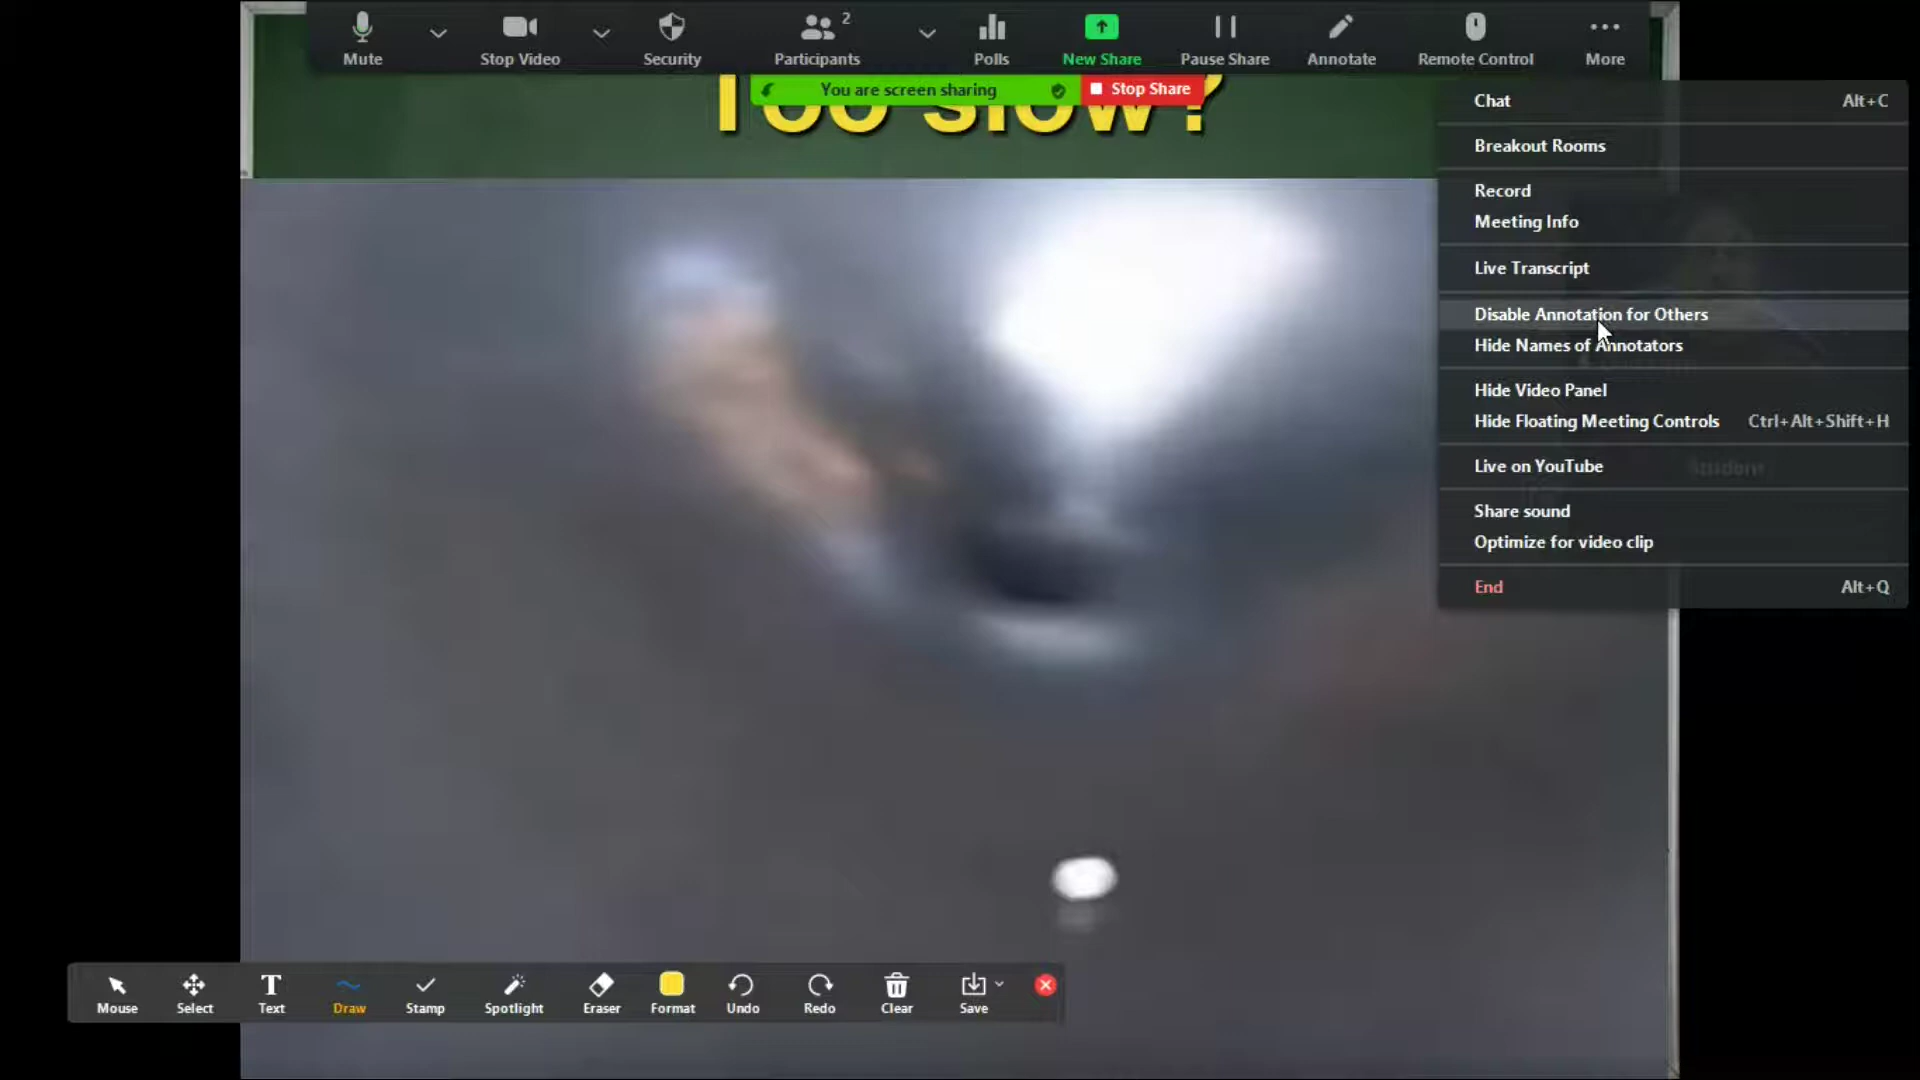 Mute
Stop Video
Security
Participants 2
Polls
New Share
Pause Share
Annotate
Remote Control
More
You are screen sharing
Stop Share
Too slow?
Chat Alt+C
Breakout Rooms
Record
Meeting Info
Live Transcript
Disable Annotation for Others
Hide Names of Annotators
Hide Video Panel
Hide Floating Meeting Controls Ctrl+Alt+Shift+H
Live on YouTube
Student
Share sound
Optimize for video clip
End Alt+Q
Mouse
Select
Text
Draw
Stamp
Spotlight
Eraser
Format
Undo
Redo
Clear
Save